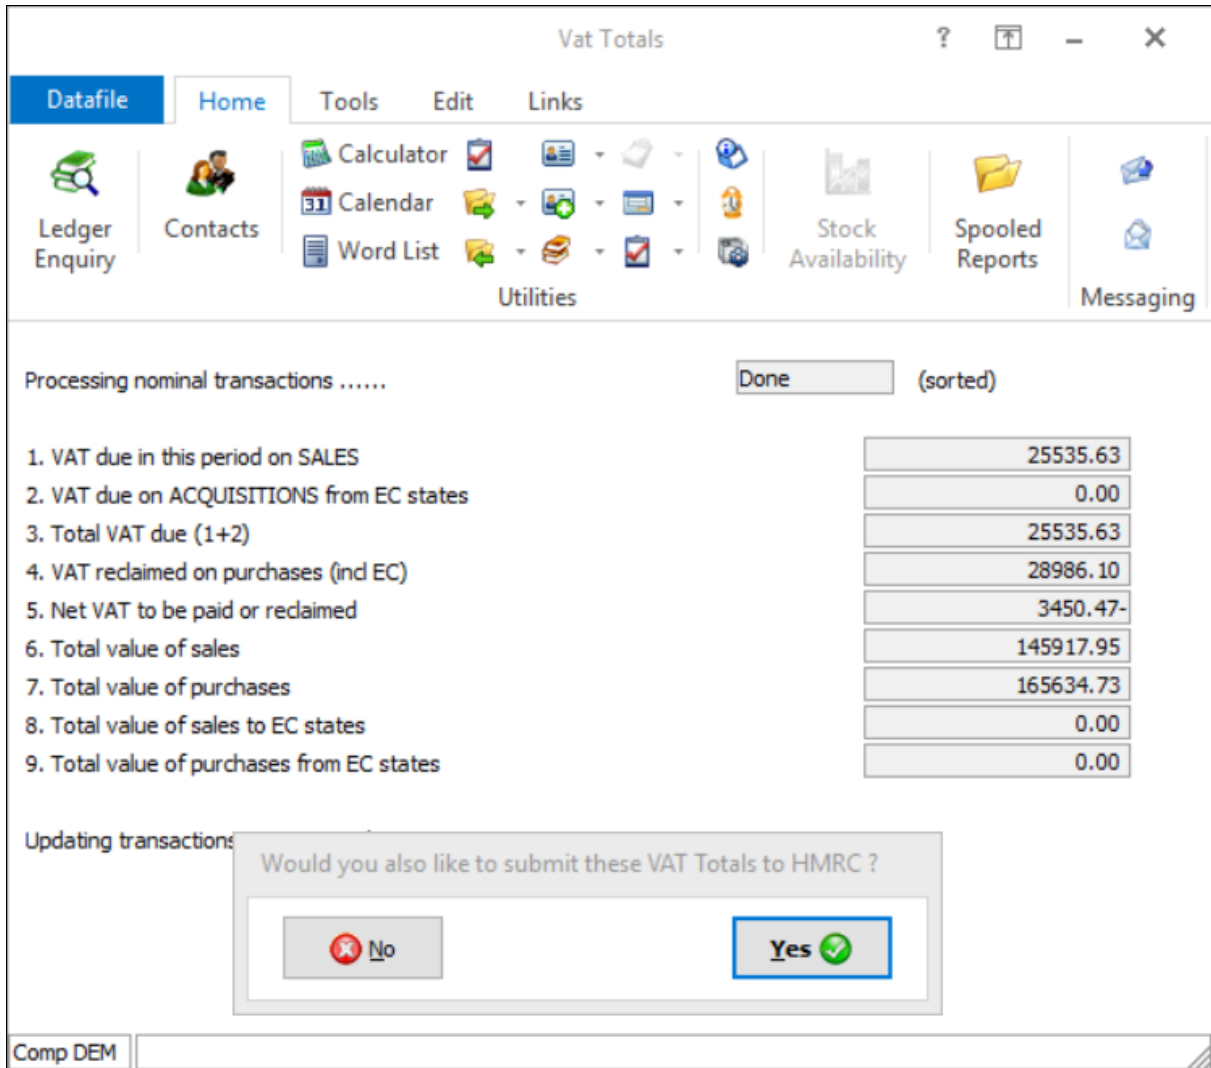 Vat Totals
?
Datafile Home Tools Edit Links
Ledger Enquiry
Contacts
Calculator
Calendar
31
Word List
Utilities
Stock Availability
Spooled Reports
Messaging
Processing nominal transactions ...... Done (sorted)
1. VAT due in this period on SALES 25535.63
2. VAT due on ACQUISITIONS from EC states 0.00
3. Total VAT due (1+2) 25535.63
4. VAT reclaimed on purchases (incl EC) 28986.10
5. Net VAT to be paid or reclaimed 3450.47-
6. Total value of sales 145917.95
7. Total value of purchases 165634.73
8. Total value of sales to EC states 0.00
9. Total value of purchases from EC states 0.00
Updating transactions
Would you also like to submit these VAT Totals to HMRC ?
No Yes
Comp DEM